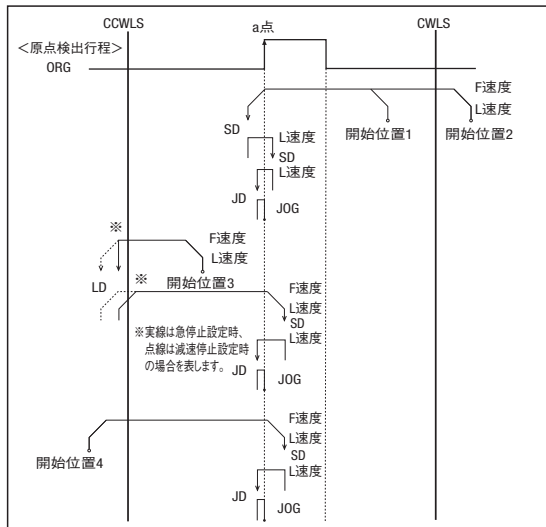 CCWLS
a点
CWLS
<原点検出行程>
ORG
F速度
L速度
SD
開始位置1
開始位置2
L速度
SD
L速度
JD
JOG
※
F速度
L速度
LD
※
開始位置3
F速度
L速度
SD
※実線は急停止設定時、
点線は減速停止設定時
の場合を表します。
L速度
JD
JOG
F速度
L速度
SD
開始位置4
L速度
JD
JOG